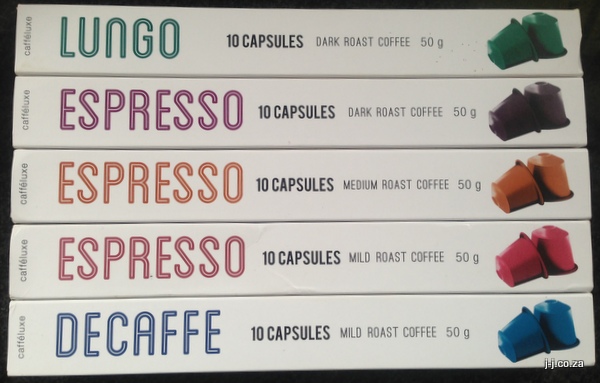 cafféluxe LUNGO 10 CAPSULES DARK ROAST COFFEE 50 g
cafféluxe ESPRESSO 10 CAPSULES DARK ROAST COFFEE 50 g
cafféluxe ESPRESSO 10 CAPSULES MEDIUM ROAST COFFEE 50 g
cafféluxe ESPRESSO 10 CAPSULES MILD ROAST COFFEE 50 g
cafféluxe DECAFFE 10 CAPSULES MILD ROAST COFFEE 50 g
j-j.co.za